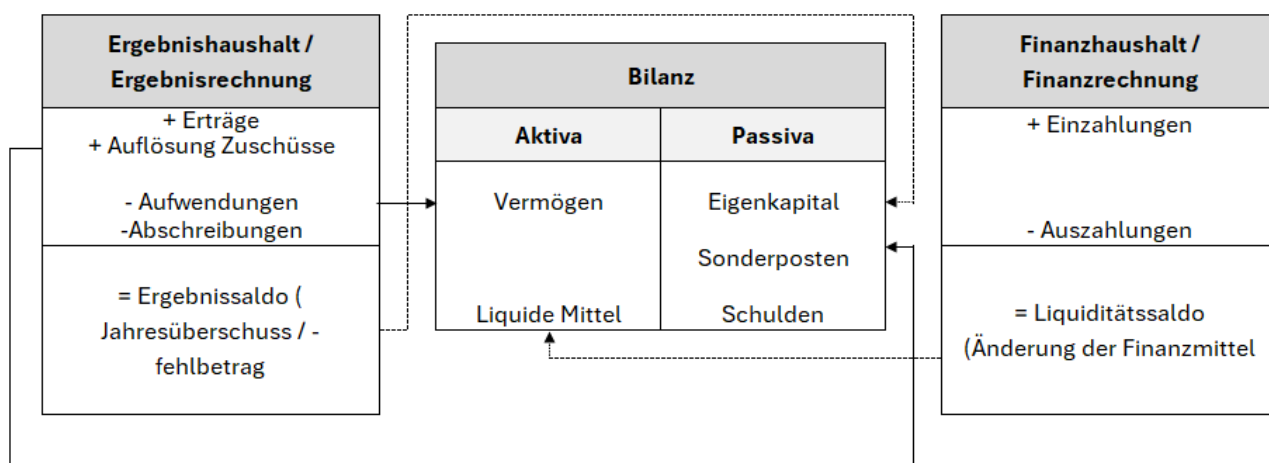 Ergebnishaushalt /
Ergebnisrechnung
+ Erträge
+ Auflösung Zuschüsse
- Aufwendungen
-Abschreibungen
= Ergebnissaldo (
Jahresüberschuss / -
fehlbetrag
Bilanz
Aktiva
Passiva
Vermögen
Eigenkapital
Sonderposten
Liquide Mittel
Schulden
Finanzhaushalt /
Finanzrechnung
+ Einzahlungen
- Auszahlungen
= Liquiditätssaldo
(Änderung der Finanzmittel